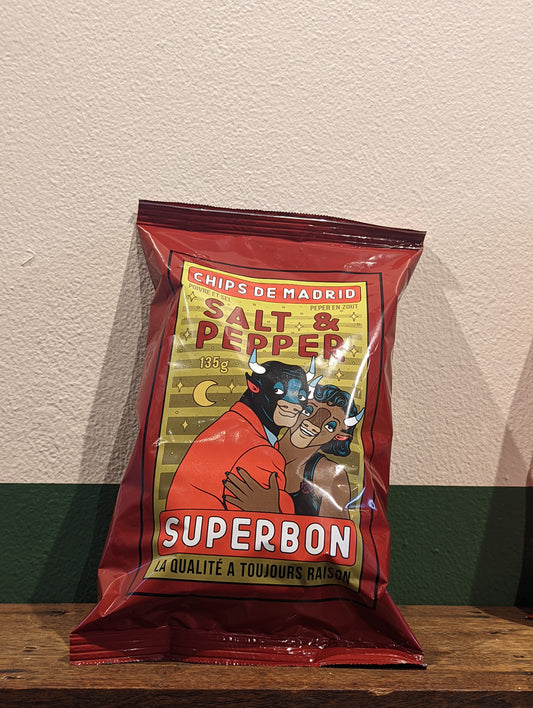 CHIPS DE MADRID
POIVRE ET SEL
PEPER EN ZOUT
SALT &
PEPPER
135g
SUPERBON
LA QUALITÉ A TOUJOURS RAISON